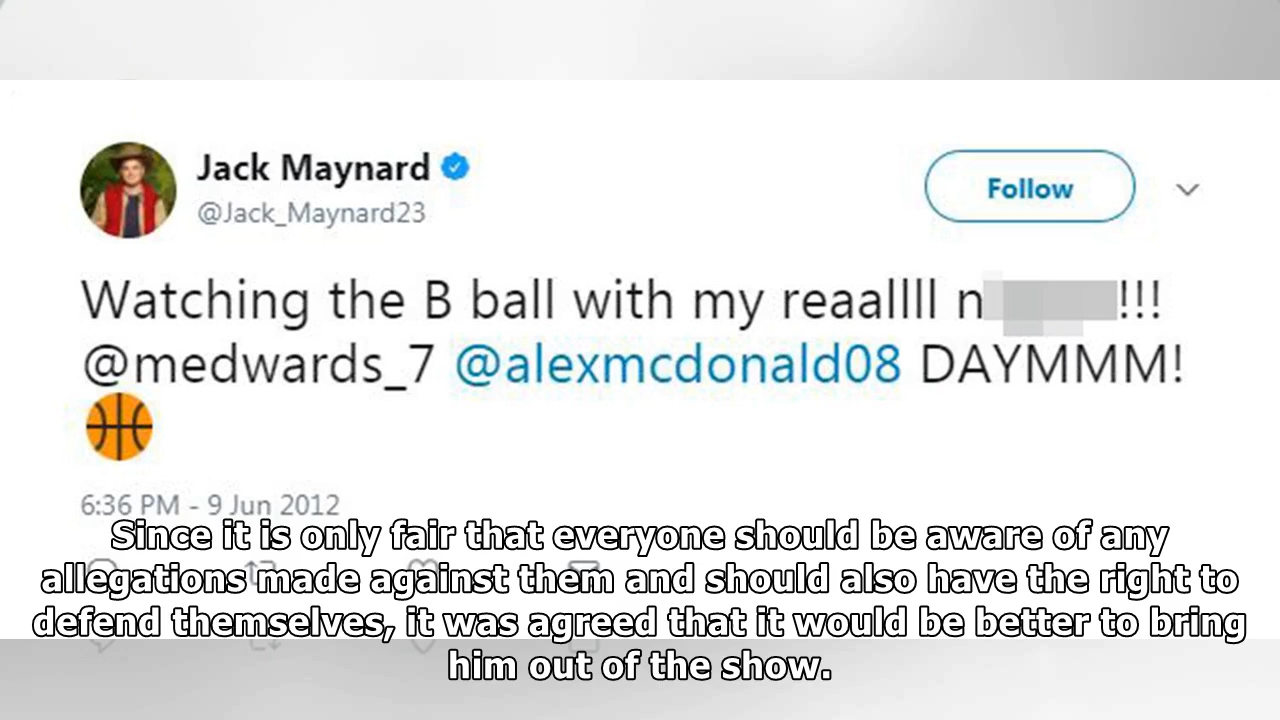 Jack Maynard
@Jack_Maynard23
Follow
Watching the B ball with my reaallll n !!!
@medwards_7 @alexmcdonald08 DAYMMM!
6:36 PM - 9 Jun 2012
Since it is only fair that everyone should be aware of any
allegations made against them and should also have the right to
defend themselves, it was agreed that it would be better to bring
him out of the show.